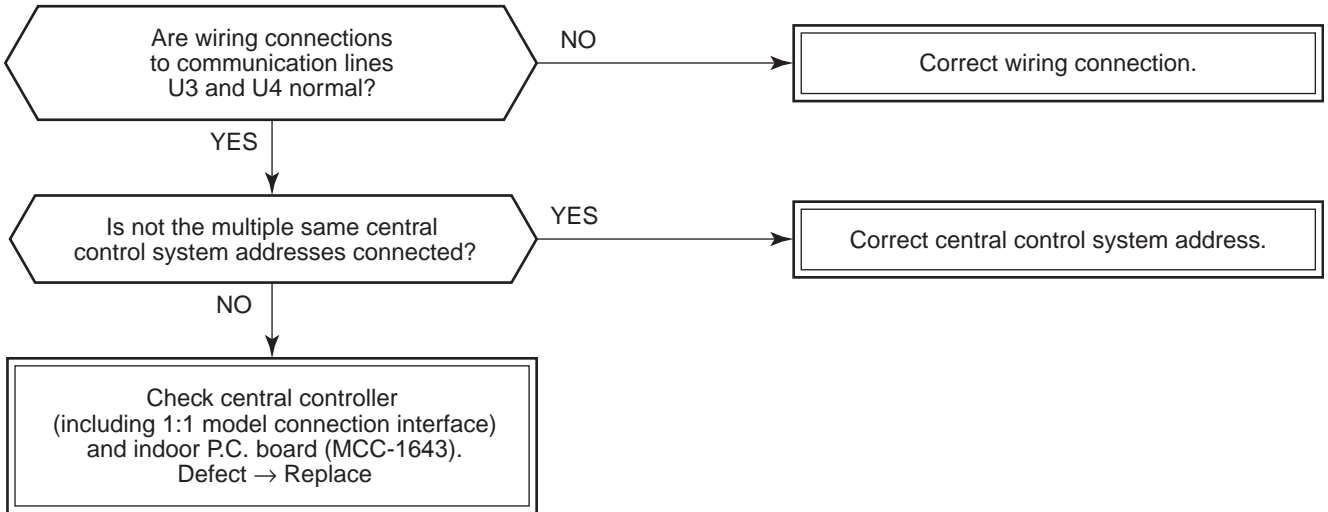 Are wiring connections
to communication lines
U3 and U4 normal?
NO
Correct wiring connection.
YES
Is not the multiple same central
control system addresses connected?
YES
Correct central control system address.
NO
Check central controller
(including 1:1 model connection interface)
and indoor P.C. board (MCC-1643).
Defect → Replace